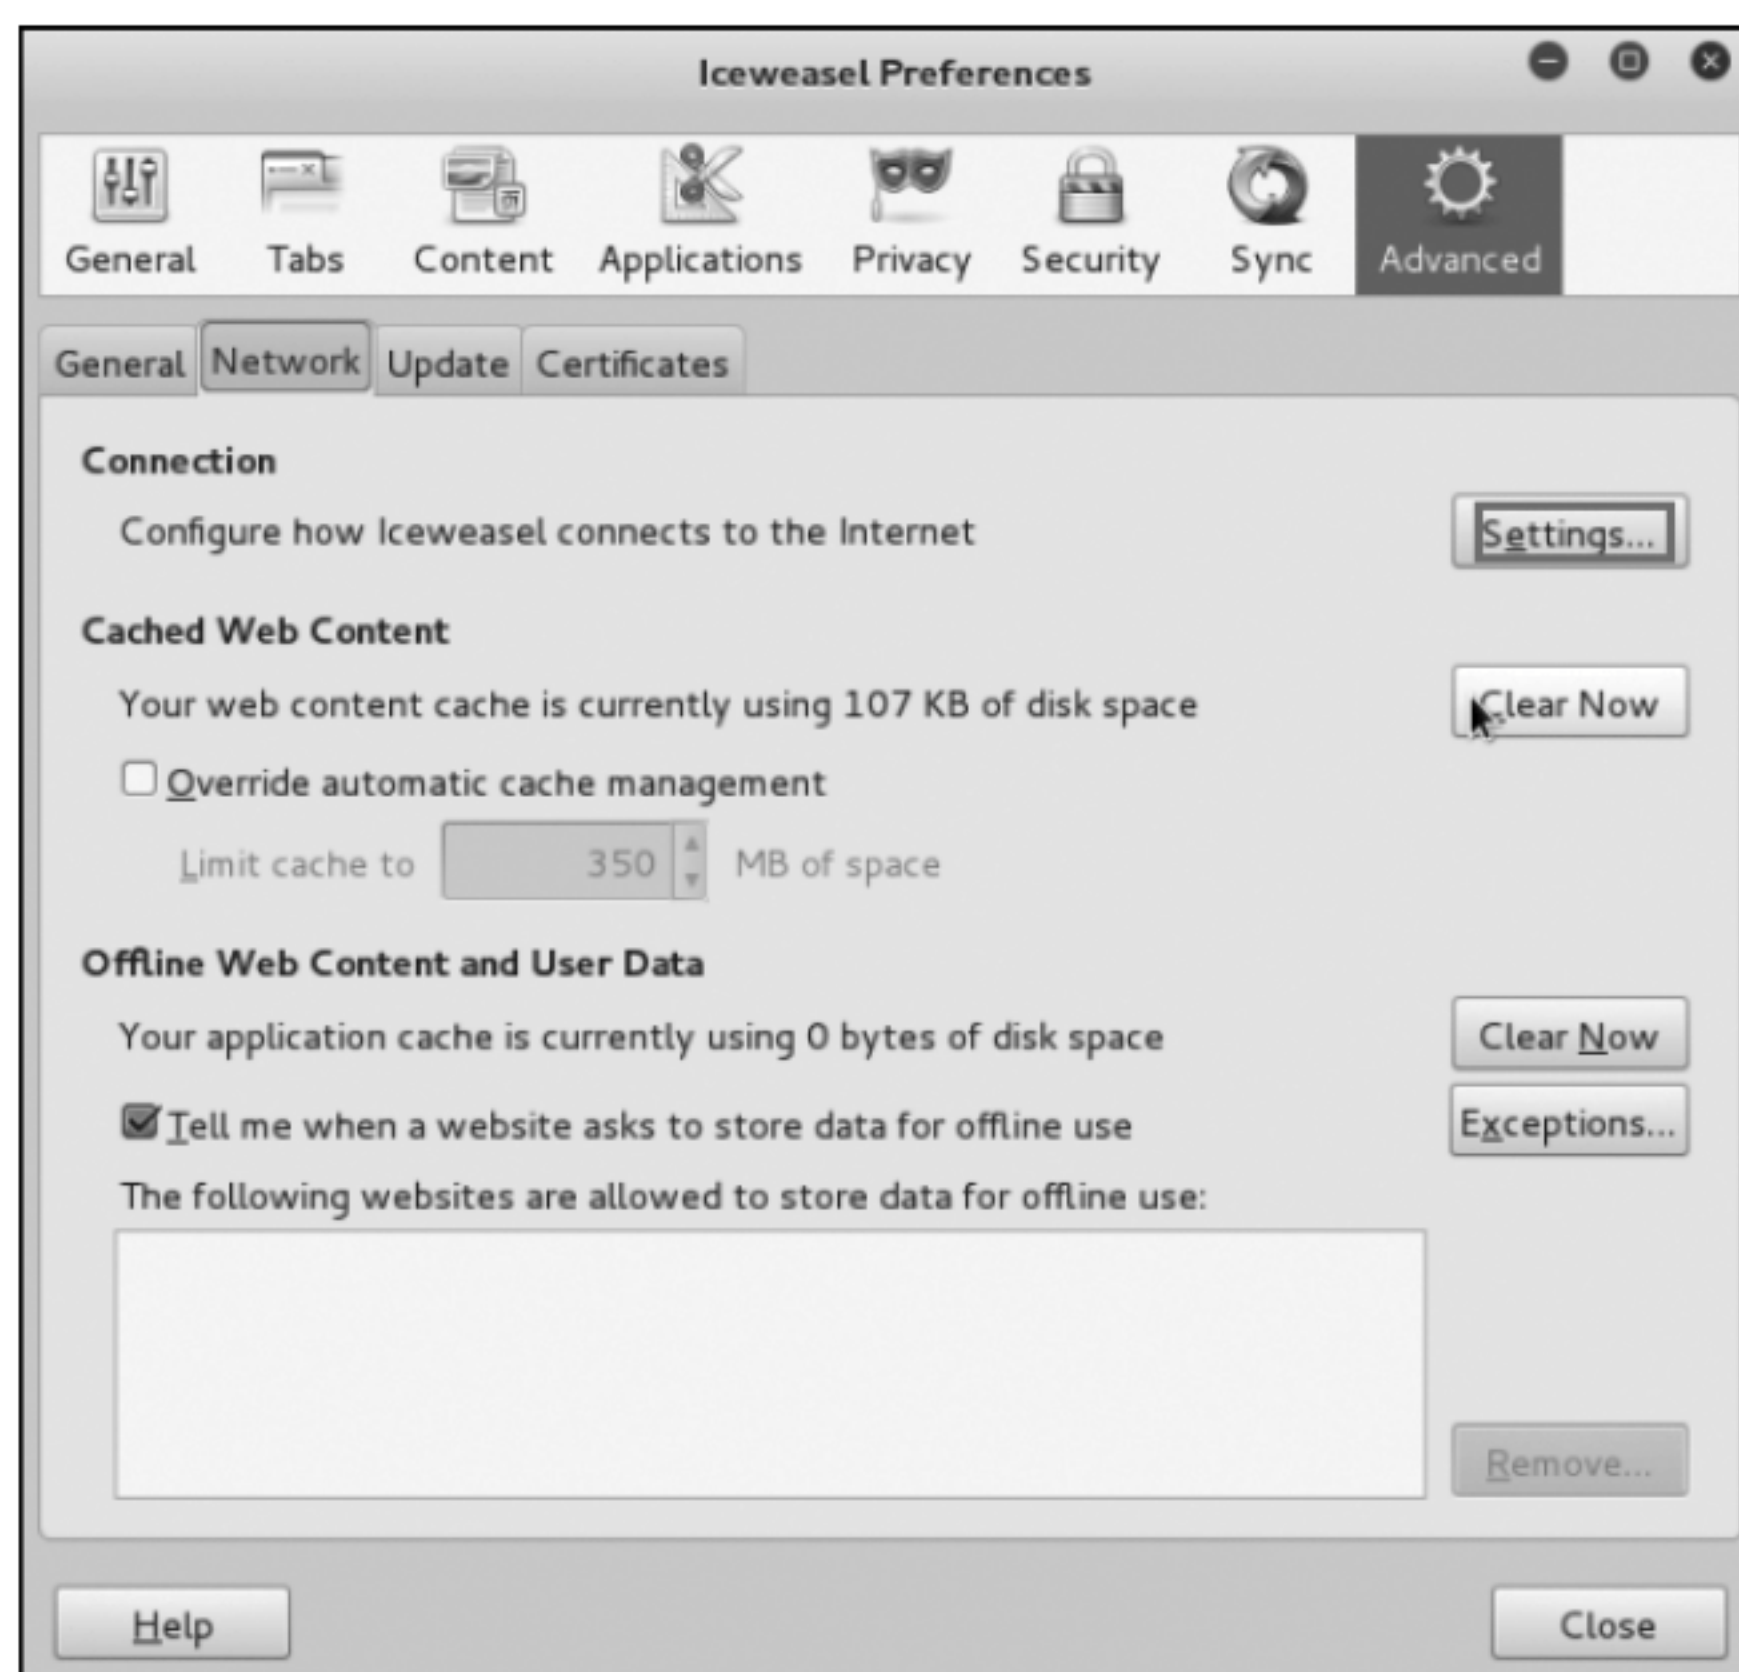 Iceweasel Preferences
General Tabs Content Applications Privacy Security Sync Advanced
General Network Update Certificates
Connection
Configure how Iceweasel connects to the Internet Settings...
Cached Web Content
Your web content cache is currently using 107 KB of disk space Clear Now
Override automatic cache management
Limit cache to 350 MB of space
Offline Web Content and User Data
Your application cache is currently using 0 bytes of disk space Clear Now
Tell me when a website asks to store data for offline use Exceptions...
The following websites are allowed to store data for offline use:
Remove...
Help Close